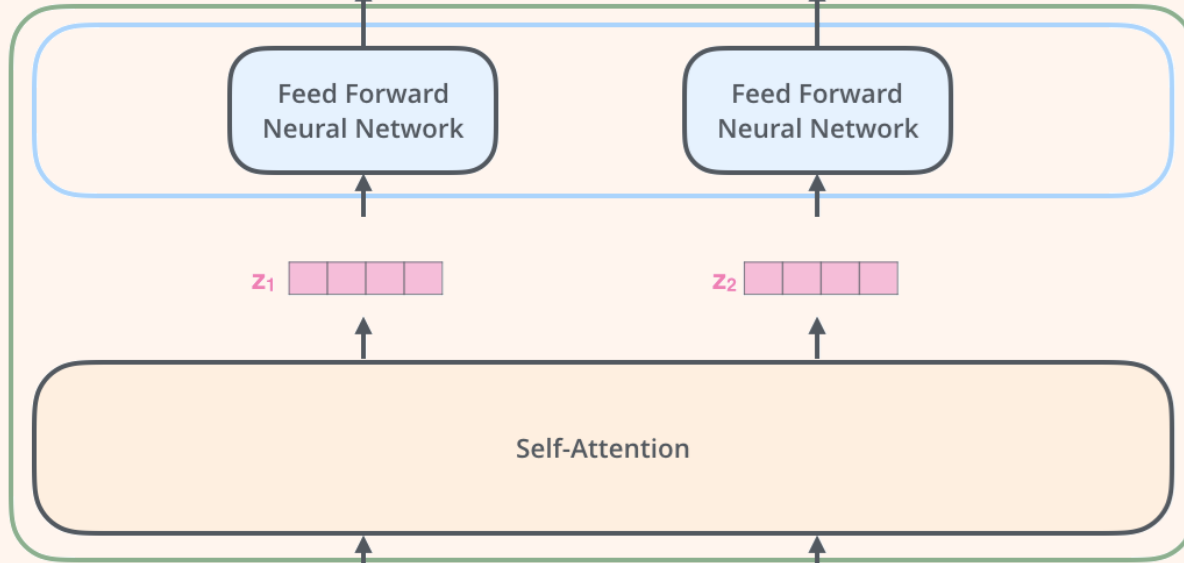 Feed Forward
Neural Network
Feed Forward
Neural Network
z₁
z₂
Self-Attention